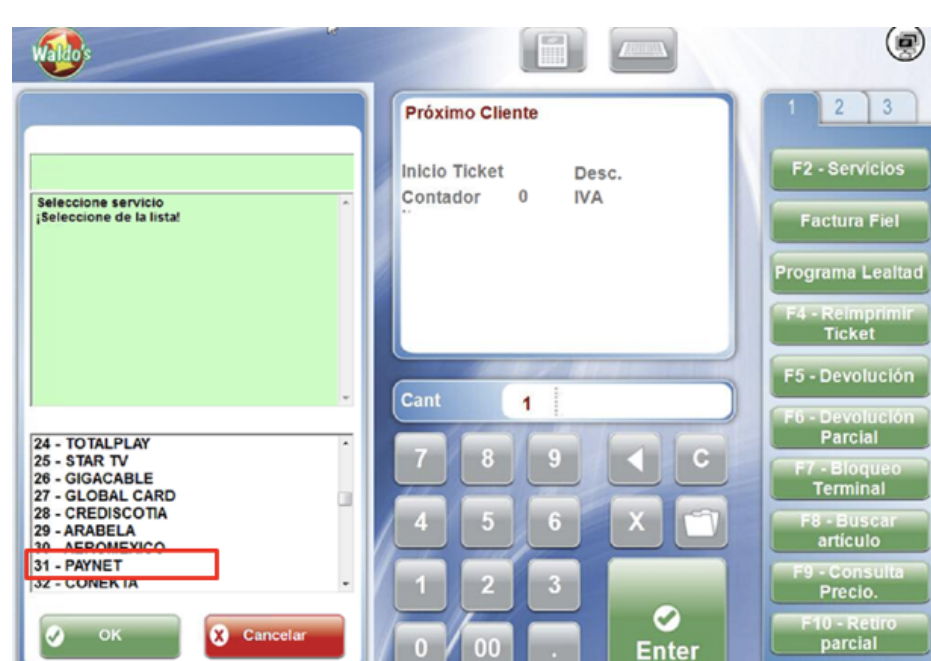 Waldo's
Seleccione servicio
¡Seleccione de la lista!
24 - TOTALPLAY
25 - STAR TV
26 - GIGACABLE
27 - GLOBAL CARD
28 - CREDISCOTIA
29 - ARABELA
30 - AEROMEXICO
31 - PAYNET
32 - CONEKTA
OK
Cancelar
Próximo Cliente
Inicio Ticket Desc.
Contador 0 IVA
Cant 1
7 8 9 C
4 5 6 X
1 2 3
0 00 .
Enter
1 2 3
F2 - Servicios
Factura Fiel
Programa Lealtad
F4 - Reimprimir
Ticket
F5 - Devolución
F6 - Devolución
Parcial
F7 - Bloqueo
Terminal
F8 - Buscar
artículo
F9 - Consulta
Precio.
F10 - Retiro
parcial